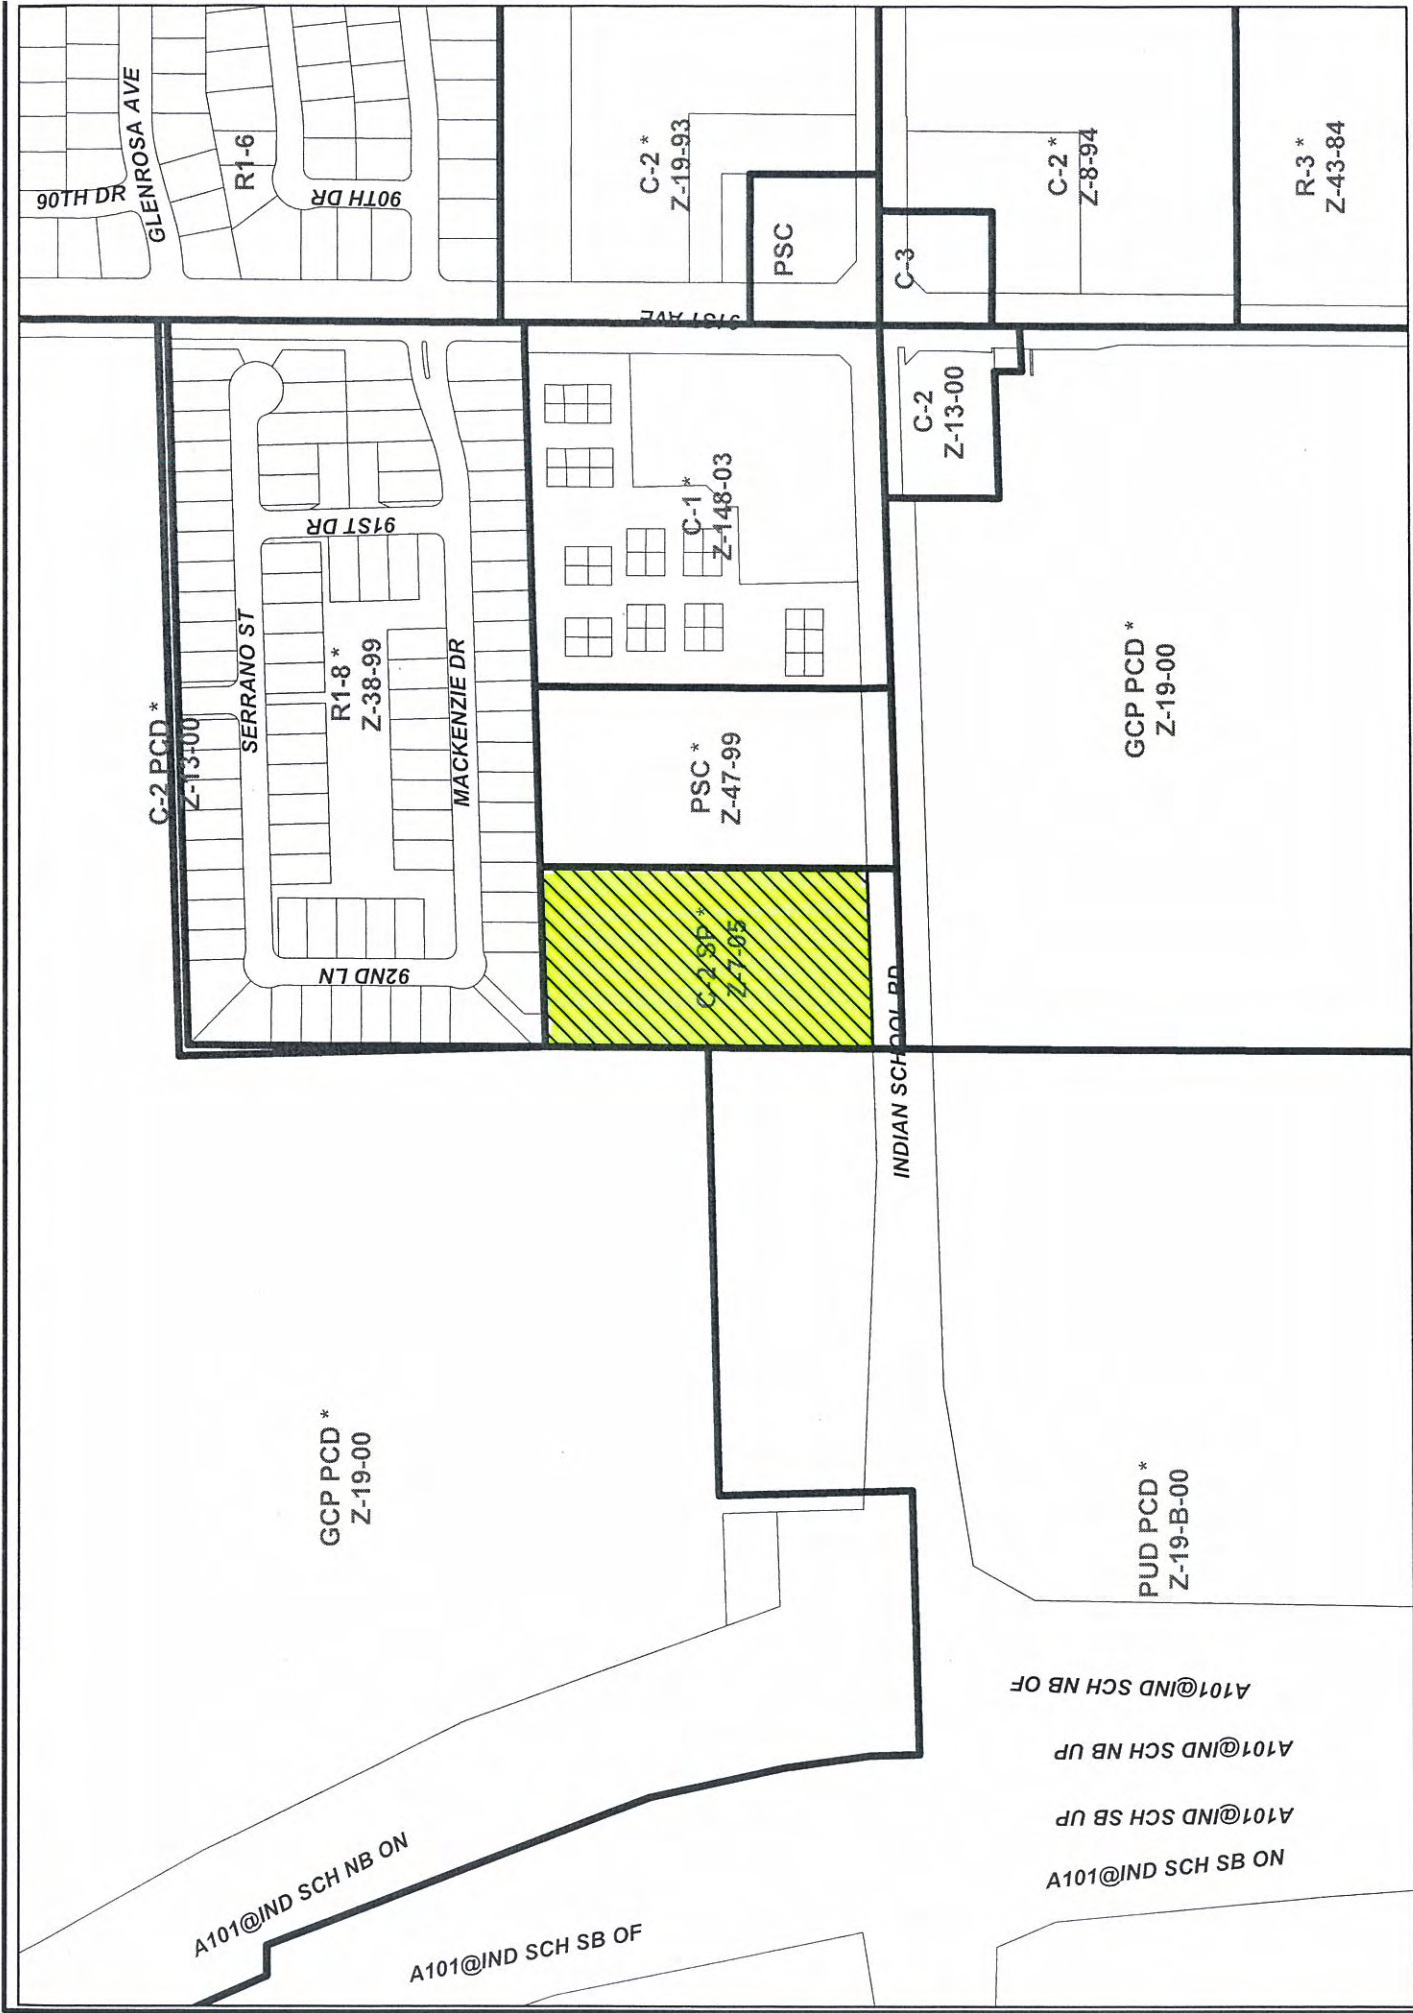 90TH DR
GLENROSA AVE
R1-6
90TH DR
C-2 *
Z-19-93
PSC
C-3
C-2 *
Z-8-94
R-3 *
Z-43-84
91ST AVE
C-2
Z-13-00
C-1 *
Z-148-03
91ST DR
SERRANO ST
R1-8 *
Z-38-99
MACKENZIE DR
C-2 PCD *
Z-13-00
PSC *
Z-47-99
GCP PCD *
Z-19-00
92ND LN
C-2 SP *
Z-7-05
INDIAN SCHOOL RD
GCP PCD *
Z-19-00
PUD PCD *
Z-19-B-00
A101@IND SCH NB OF
A101@IND SCH NB UP
A101@IND SCH SB UP
A101@IND SCH SB ON
A101@IND SCH NB ON
A101@IND SCH SB OF